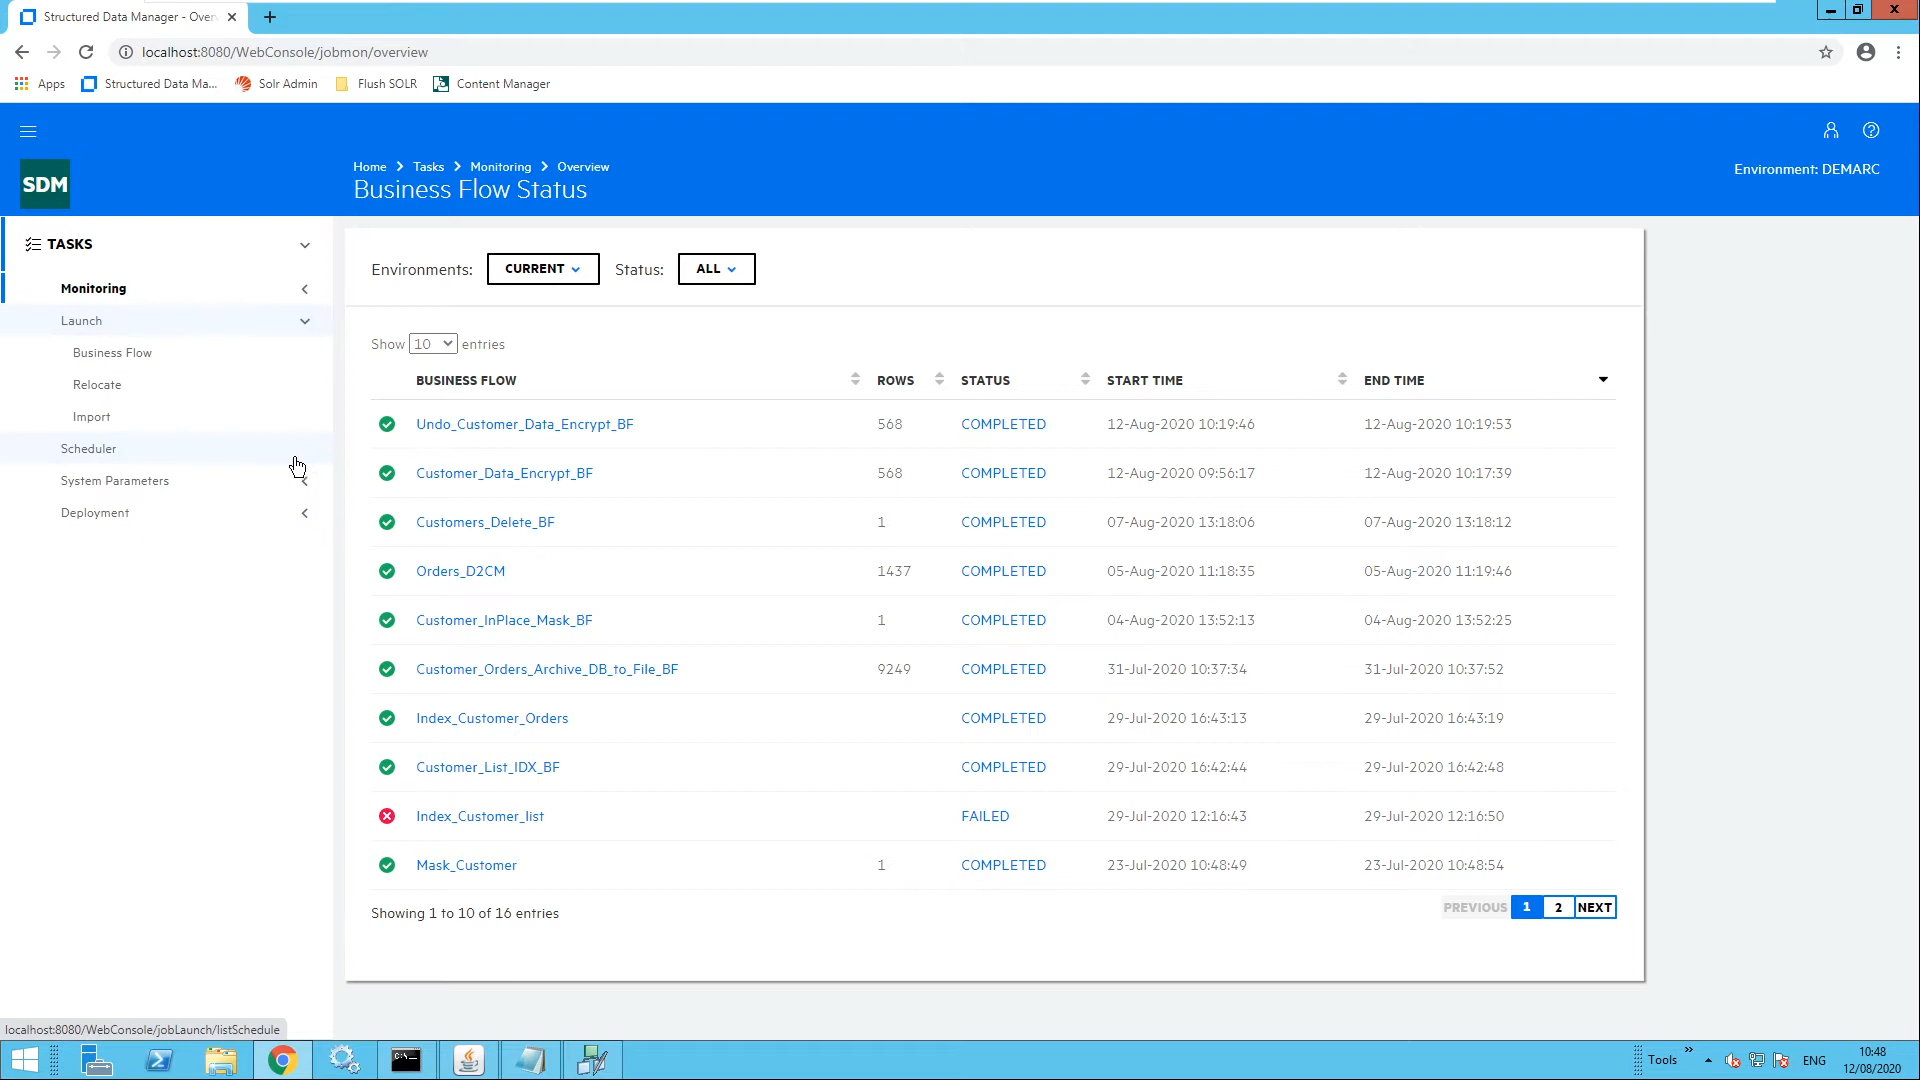 Structured Data Manager - Over
localhost:8080/WebConsole/jobmon/overview
Apps
Structured Data Ma...
Solr Admin
Flush SOLR
Content Manager
SDM
Home
Tasks
Monitoring
Overview
Business Flow Status
Environment: DEMARC
TASKS
Monitoring
Launch
Business Flow
Relocate
Import
Scheduler
System Parameters
Deployment
Environments: CURRENT Status: ALL
Show 10 entries
BUSINESS FLOW ROWS STATUS START TIME END TIME
Undo_Customer_Data_Encrypt_BF 568 COMPLETED 12-Aug-2020 10:19:46 12-Aug-2020 10:19:53
Customer_Data_Encrypt_BF 568 COMPLETED 12-Aug-2020 09:56:17 12-Aug-2020 10:17:39
Customers_Delete_BF 1 COMPLETED 07-Aug-2020 13:18:06 07-Aug-2020 13:18:12
Orders_D2CM 1437 COMPLETED 05-Aug-2020 11:18:35 05-Aug-2020 11:19:46
Customer_InPlace_Mask_BF 1 COMPLETED 04-Aug-2020 13:52:13 04-Aug-2020 13:52:25
Customer_Orders_Archive_DB_to_File_BF 9249 COMPLETED 31-Jul-2020 10:37:34 31-Jul-2020 10:37:52
Index_Customer_Orders COMPLETED 29-Jul-2020 16:43:13 29-Jul-2020 16:43:19
Customer_List_IDX_BF COMPLETED 29-Jul-2020 16:42:44 29-Jul-2020 16:42:48
Index_Customer_list FAILED 29-Jul-2020 12:16:43 29-Jul-2020 12:16:50
Mask_Customer 1 COMPLETED 23-Jul-2020 10:48:49 23-Jul-2020 10:48:54
Showing 1 to 10 of 16 entries
PREVIOUS 1 2 NEXT
localhost:8080/WebConsole/jobLaunch/listSchedule
Tools
ENG
10:48
12/08/2020